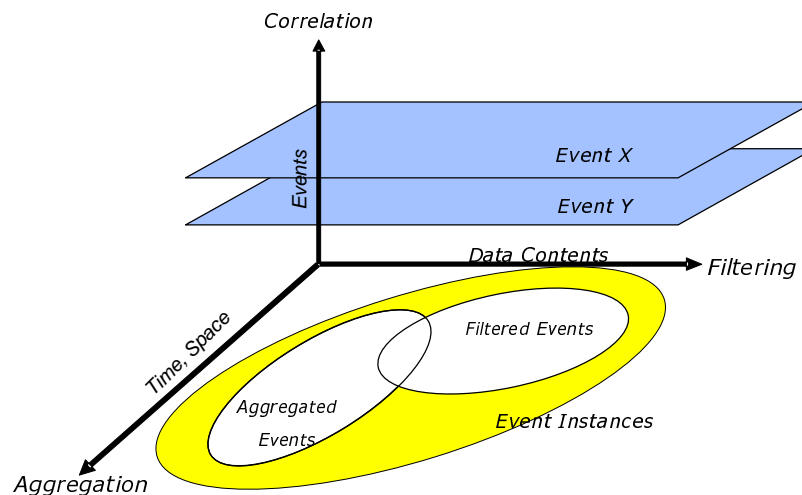 Correlation
Events
Event X
Event Y
Data Contents
Filtering
Time, Space
Filtered Events
Aggregated
Events
Event Instances
Aggregation